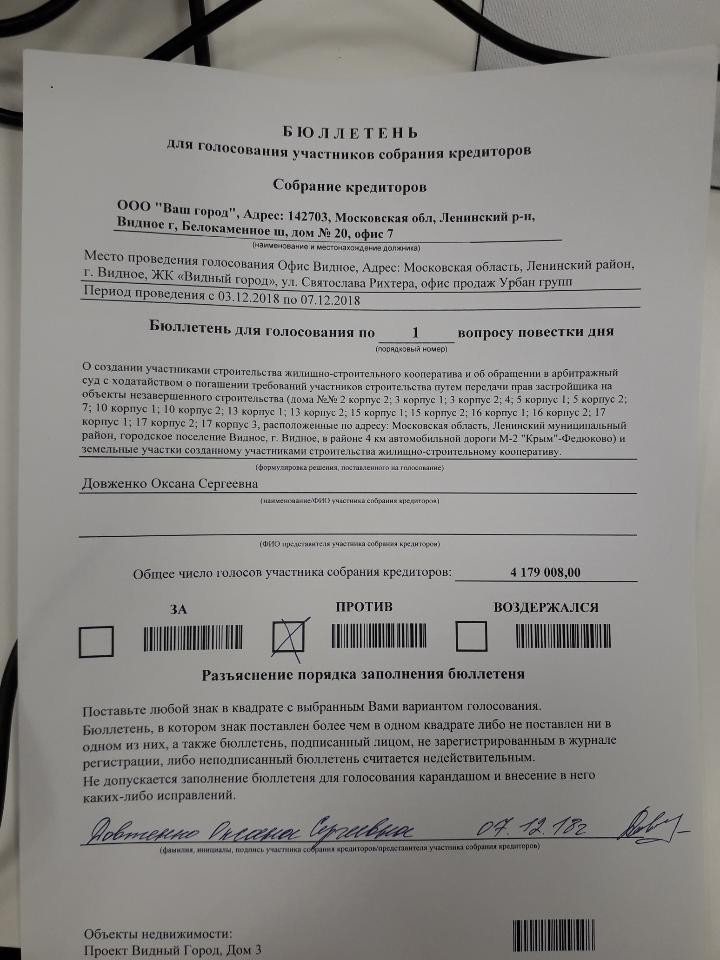 БЮЛЛЕТЕНЬ
для голосования участников собрания кредиторов
Собрание кредиторов
ООО "Ваш город", Адрес: 142703, Московская обл, Ленинский р-н,
Видное г, Белокаменное ш, дом № 20, офис 7
(наименование и местонахождение должника)
Место проведения голосования Офис Видное, Адрес: Московская область, Ленинский район,
г. Видное, ЖК «Видный город», ул. Святослава Рихтера, офис продаж Урбан групп
Период проведения с 03.12.2018 по 07.12.2018
Бюллетень для голосования по 1 вопросу повестки дня
(порядковый номер)
О создании участниками строительства жилищно-строительного кооператива и об обращении в арбитражный
суд с ходатайством о погашении требований участников строительства путем передачи прав застройщика на
объекты незавершенного строительства (дома №№ 2 корпус 2; 3 корпус 1; 3 корпус 2; 4; 5 корпус 1; 5 корпус 2;
7; 10 корпус 1; 10 корпус 2; 13 корпус 1; 13 корпус 2; 15 корпус 1; 15 корпус 2; 16 корпус 1; 16 корпус 2; 17
корпус 1; 17 корпус 2; 17 корпус 3, расположенные по адресу: Московская область, Ленинский муниципальный
район, городское поселение Видное, г. Видное, в районе 4 км автомобильной дороги М-2 "Крым"-Федюково) и
земельные участки созданному участниками строительства жилищно-строительному кооперативу.
(формулировка решения, поставленного на голосование)
Довженко Оксана Сергеевна
(наименование/ФИО участника собрания кредиторов)
(ФИО представителя участника собрания кредиторов)
Общее число голосов участника собрания кредиторов: 4 179 008,00
ЗА ПРОТИВ ВОЗДЕРЖАЛСЯ
Разъяснение порядка заполнения бюллетеня
Поставьте любой знак в квадрате с выбранным Вами вариантом голосования.
Бюллетень, в котором знак поставлен более чем в одном квадрате либо не поставлен ни в
одном из них, а также бюллетень, подписанный лицом, не зарегистрированным в журнале
регистрации, либо неподписанный бюллетень считается недействительным.
Не допускается заполнение бюллетеня для голосования карандашом и внесение в него
каких-либо исправлений.
Довженко Оксана Сергеевна 07.12.18г
(фамилия, инициалы, подпись участника собрания кредиторов/представителя участника собрания кредиторов)
Объекты недвижимости:
Проект Видный Город, Дом 3